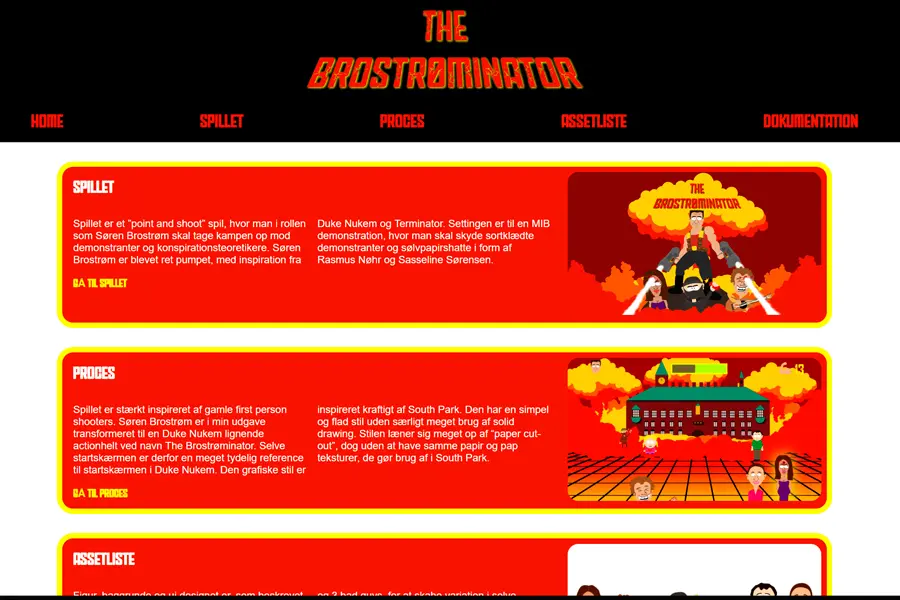 THE
BROSTRØMINATOR
HOME
SPILLET
PROCES
ASSETLISTE
DOKUMENTATION
SPILLET
Spillet er et "point and shoot" spil, hvor man i rollen
som Søren Brostrøm skal tage kampen op mod
demonstranter og konspirationsteoretikere. Søren
Brostrøm er blevet ret pumpet, med inspiration fra
Duke Nukem og Terminator. Settingen er til en MIB
demonstration, hvor man skal skyde sortklædte
demonstranter og sølvpapirshatte i form af
Rasmus Nøhr og Sasseline Sørensen.
GÅ TIL SPILLET
THE
BROSTRØMINATOR
PROCES
Spillet er stærkt inspireret af gamle first person
shooters. Søren Brostrøm er i min udgave
transformeret til en Duke Nukem lignende
actionhelt ved navn The Brostrøminator. Selve
startskærmen er derfor en meget tydelig reference
til startskærmen i Duke Nukem. Den grafiske stil er
inspireret kraftigt af South Park. Den har en simpel
og flad stil uden særligt meget brug af solid
drawing. Stilen læner sig meget op af "paper cut-
out", dog uden at have samme papir og pap
teksturer, de gør brug af i South Park.
GÅ TIL PROCES
ASSETLISTE
Figur, baggrunde og ui designet er, som beskrevet
og 3 bad guys, for at skabe variation i selve